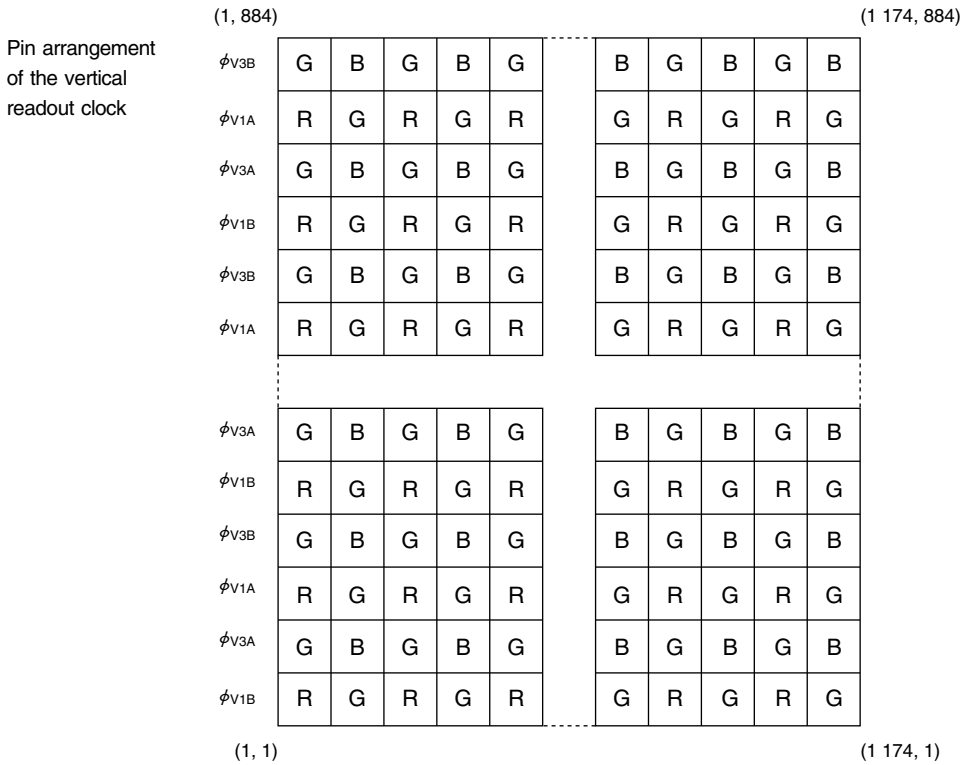 (1, 884) (1 174, 884)
Pin arrangement
of the vertical
readout clock
ϕV3B G B G B G B G B G B
ϕV1A R G R G R G R G R G
ϕV3A G B G B G B G B G B
ϕV1B R G R G R G R G R G
ϕV3B G B G B G B G B G B
ϕV1A R G R G R G R G R G
ϕV3A G B G B G B G B G B
ϕV1B R G R G R G R G R G
ϕV3B G B G B G B G B G B
ϕV1A R G R G R G R G R G
ϕV3A G B G B G B G B G B
ϕV1B R G R G R G R G R G
(1, 1) (1 174, 1)